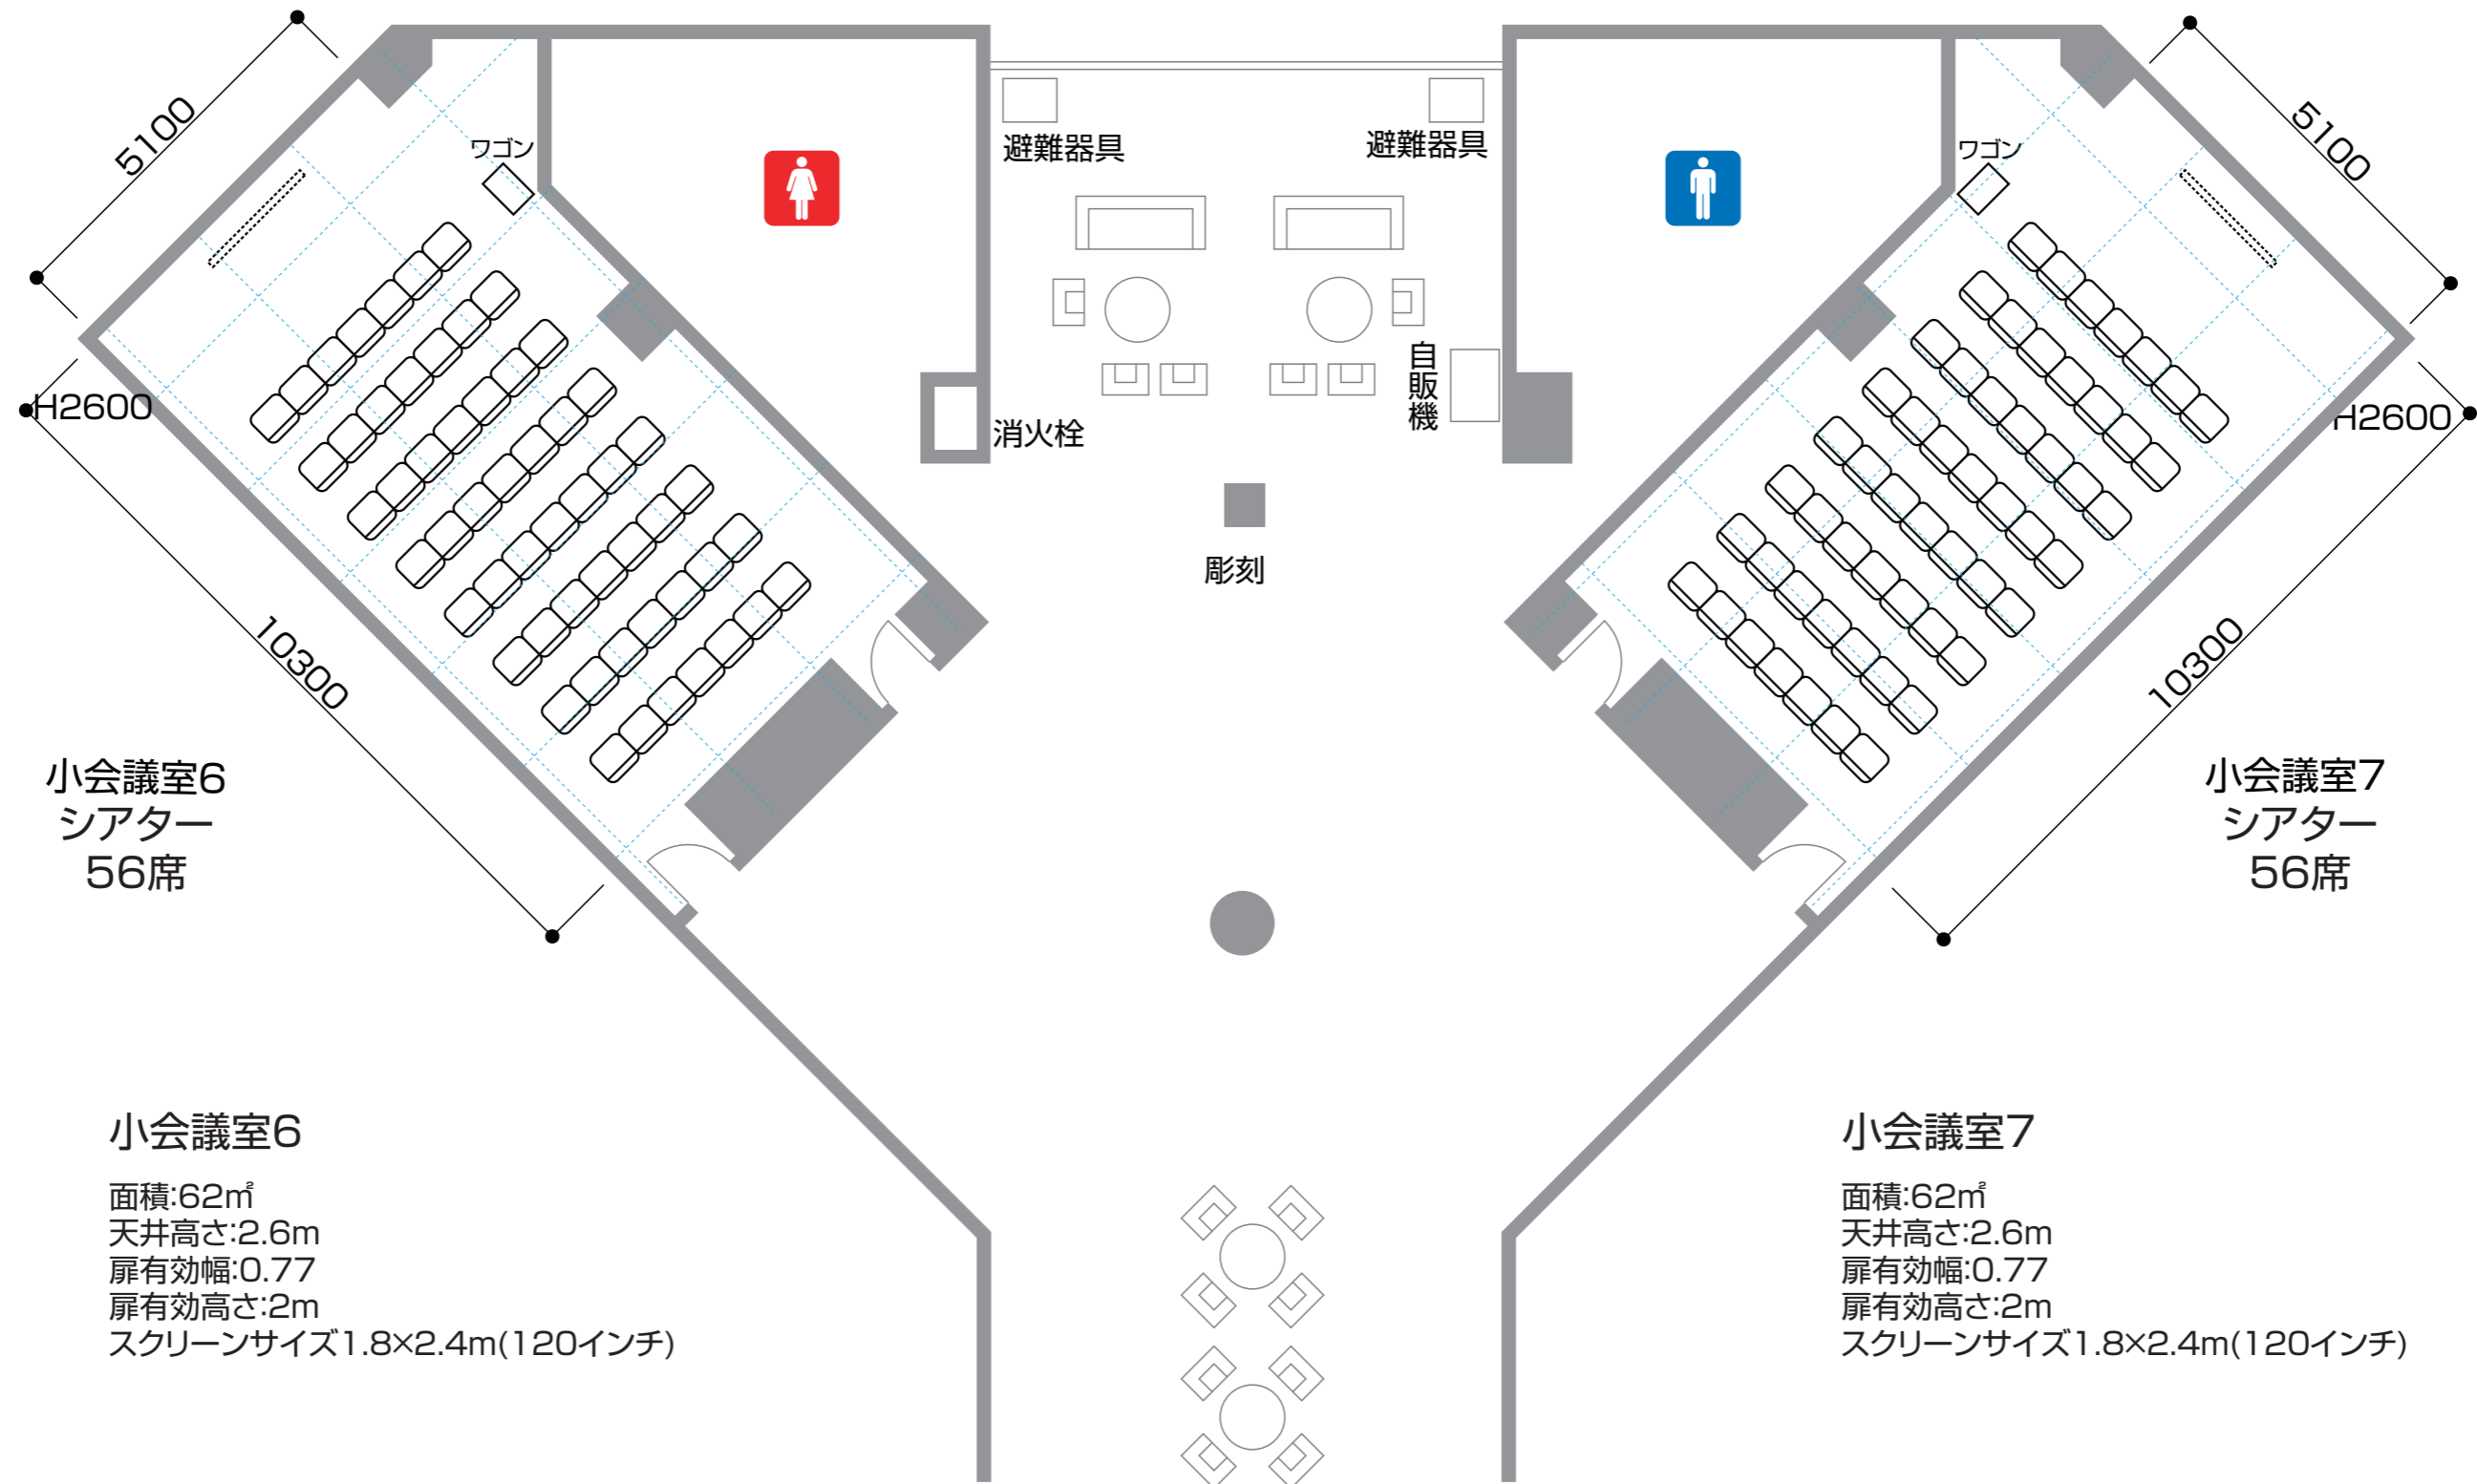 5100
ワゴン
避難器具
避難器具
ワゴン
5100
H2600
消火栓
自販機
H2600
彫刻
10300
10300
小会議室6
シアター
56席
小会議室7
シアター
56席
小会議室6
面積:62㎡
天井高さ:2.6m
扉有効幅:0.77
扉有効高さ:2m
スクリーンサイズ1.8×2.4m(120インチ)
小会議室7
面積:62㎡
天井高さ:2.6m
扉有効幅:0.77
扉有効高さ:2m
スクリーンサイズ1.8×2.4m(120インチ)